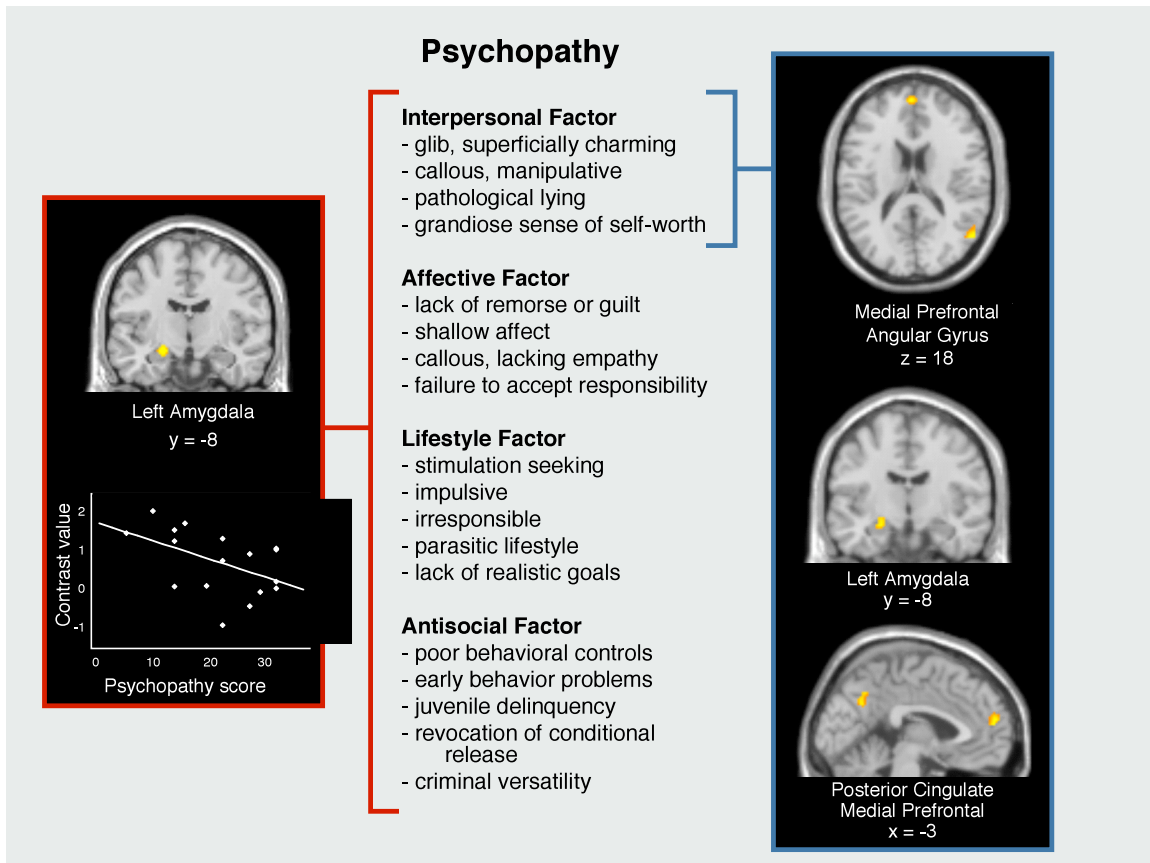 Psychopathy
Interpersonal Factor
- glib, superficially charming
- callous, manipulative
- pathological lying
- grandiose sense of self-worth
Affective Factor
- lack of remorse or guilt
- shallow affect
- callous, lacking empathy
- failure to accept responsibility
Lifestyle Factor
- stimulation seeking
- impulsive
- irresponsible
- parasitic lifestyle
- lack of realistic goals
Antisocial Factor
- poor behavioral controls
- early behavior problems
- juvenile delinquency
- revocation of conditional
release
- criminal versatility
Left Amygdala
y = -8
Contrast value
2
1
0
-1
0 10 20 30
Psychopathy score
Medial Prefrontal
Angular Gyrus
z = 18
Left Amygdala
y = -8
Posterior Cingulate
Medial Prefrontal
x = -3